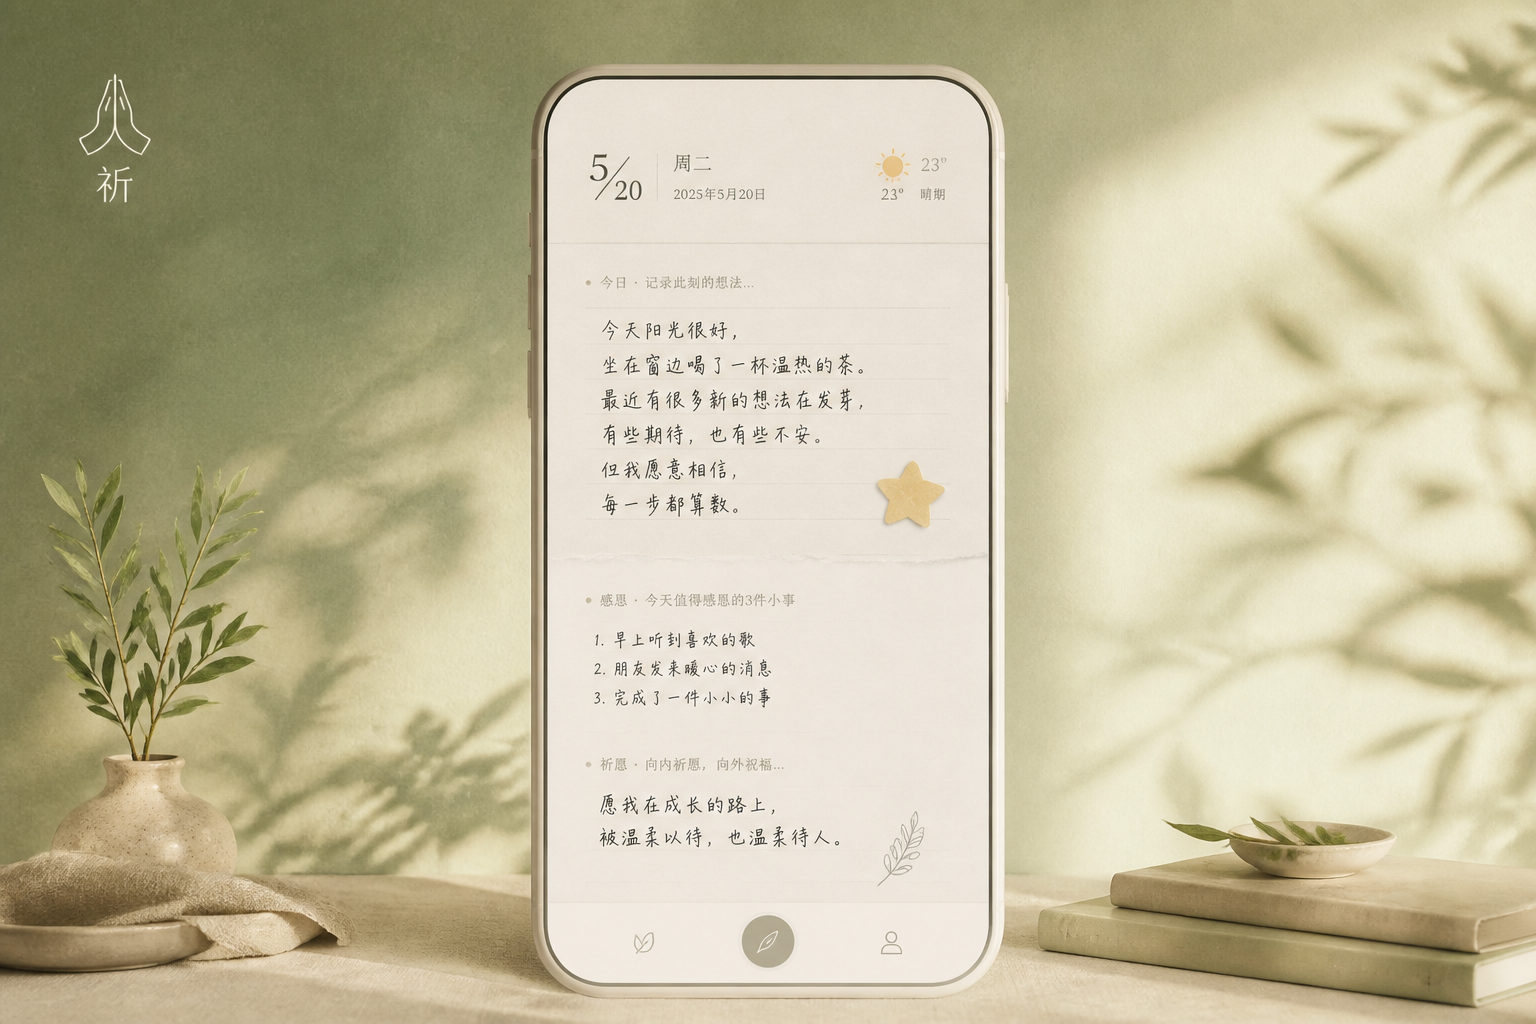 祈
5/20
周二
2025年5月20日
23°
23° 晴期
今日 · 记录此刻的想法...
今天阳光很好，
坐在窗边喝了一杯温热的茶。
最近有很多新的想法在发芽，
有些期待，也有些不安。
但我愿意相信，
每一步都算数。
感恩 · 今天值得感恩的3件小事
1. 早上听到喜欢的歌
2. 朋友发来暖心的消息
3. 完成了一件小小的事
祈愿 · 向内祈愿，向外祝福...
愿我在成长的路上，
被温柔以待，也温柔待人。